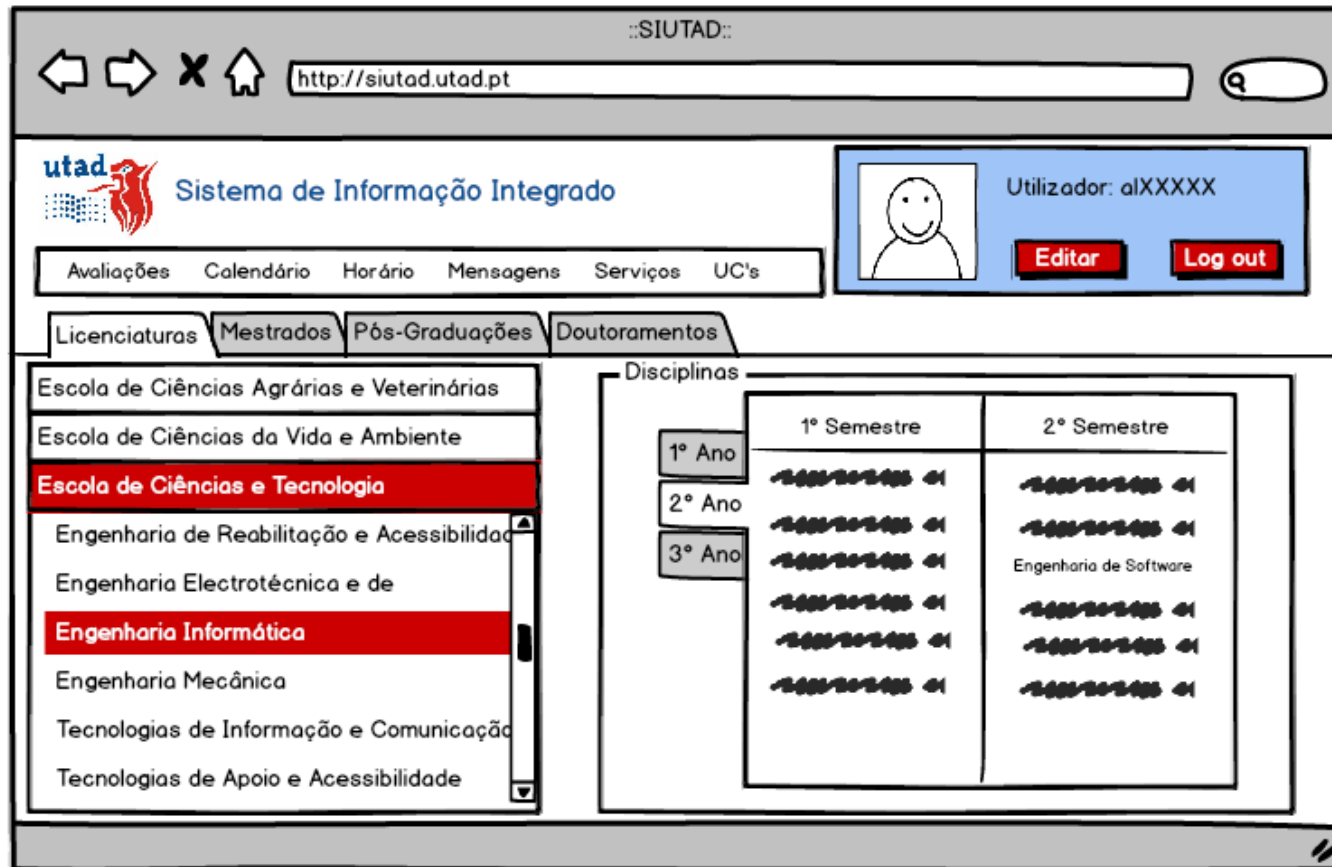 ::SIUTAD::
http://siutad.utad.pt
utad
Sistema de Informação Integrado
Utilizador: alXXXXX
Editar Log out
Avaliações Calendário Horário Mensagens Serviços UC's
Licenciaturas Mestrados Pós-Graduações Doutoramentos
Escola de Ciências Agrárias e Veterinárias
Escola de Ciências da Vida e Ambiente
Escola de Ciências e Tecnologia
Engenharia de Reabilitação e Acessibilidad
Engenharia Electrotécnica e de
Engenharia Informática
Engenharia Mecânica
Tecnologias de Informação e Comunicação
Tecnologias de Apoio e Acessibilidade
Disciplinas
1º Ano
2º Ano
3º Ano
1º Semestre 2º Semestre
Engenharia de Software